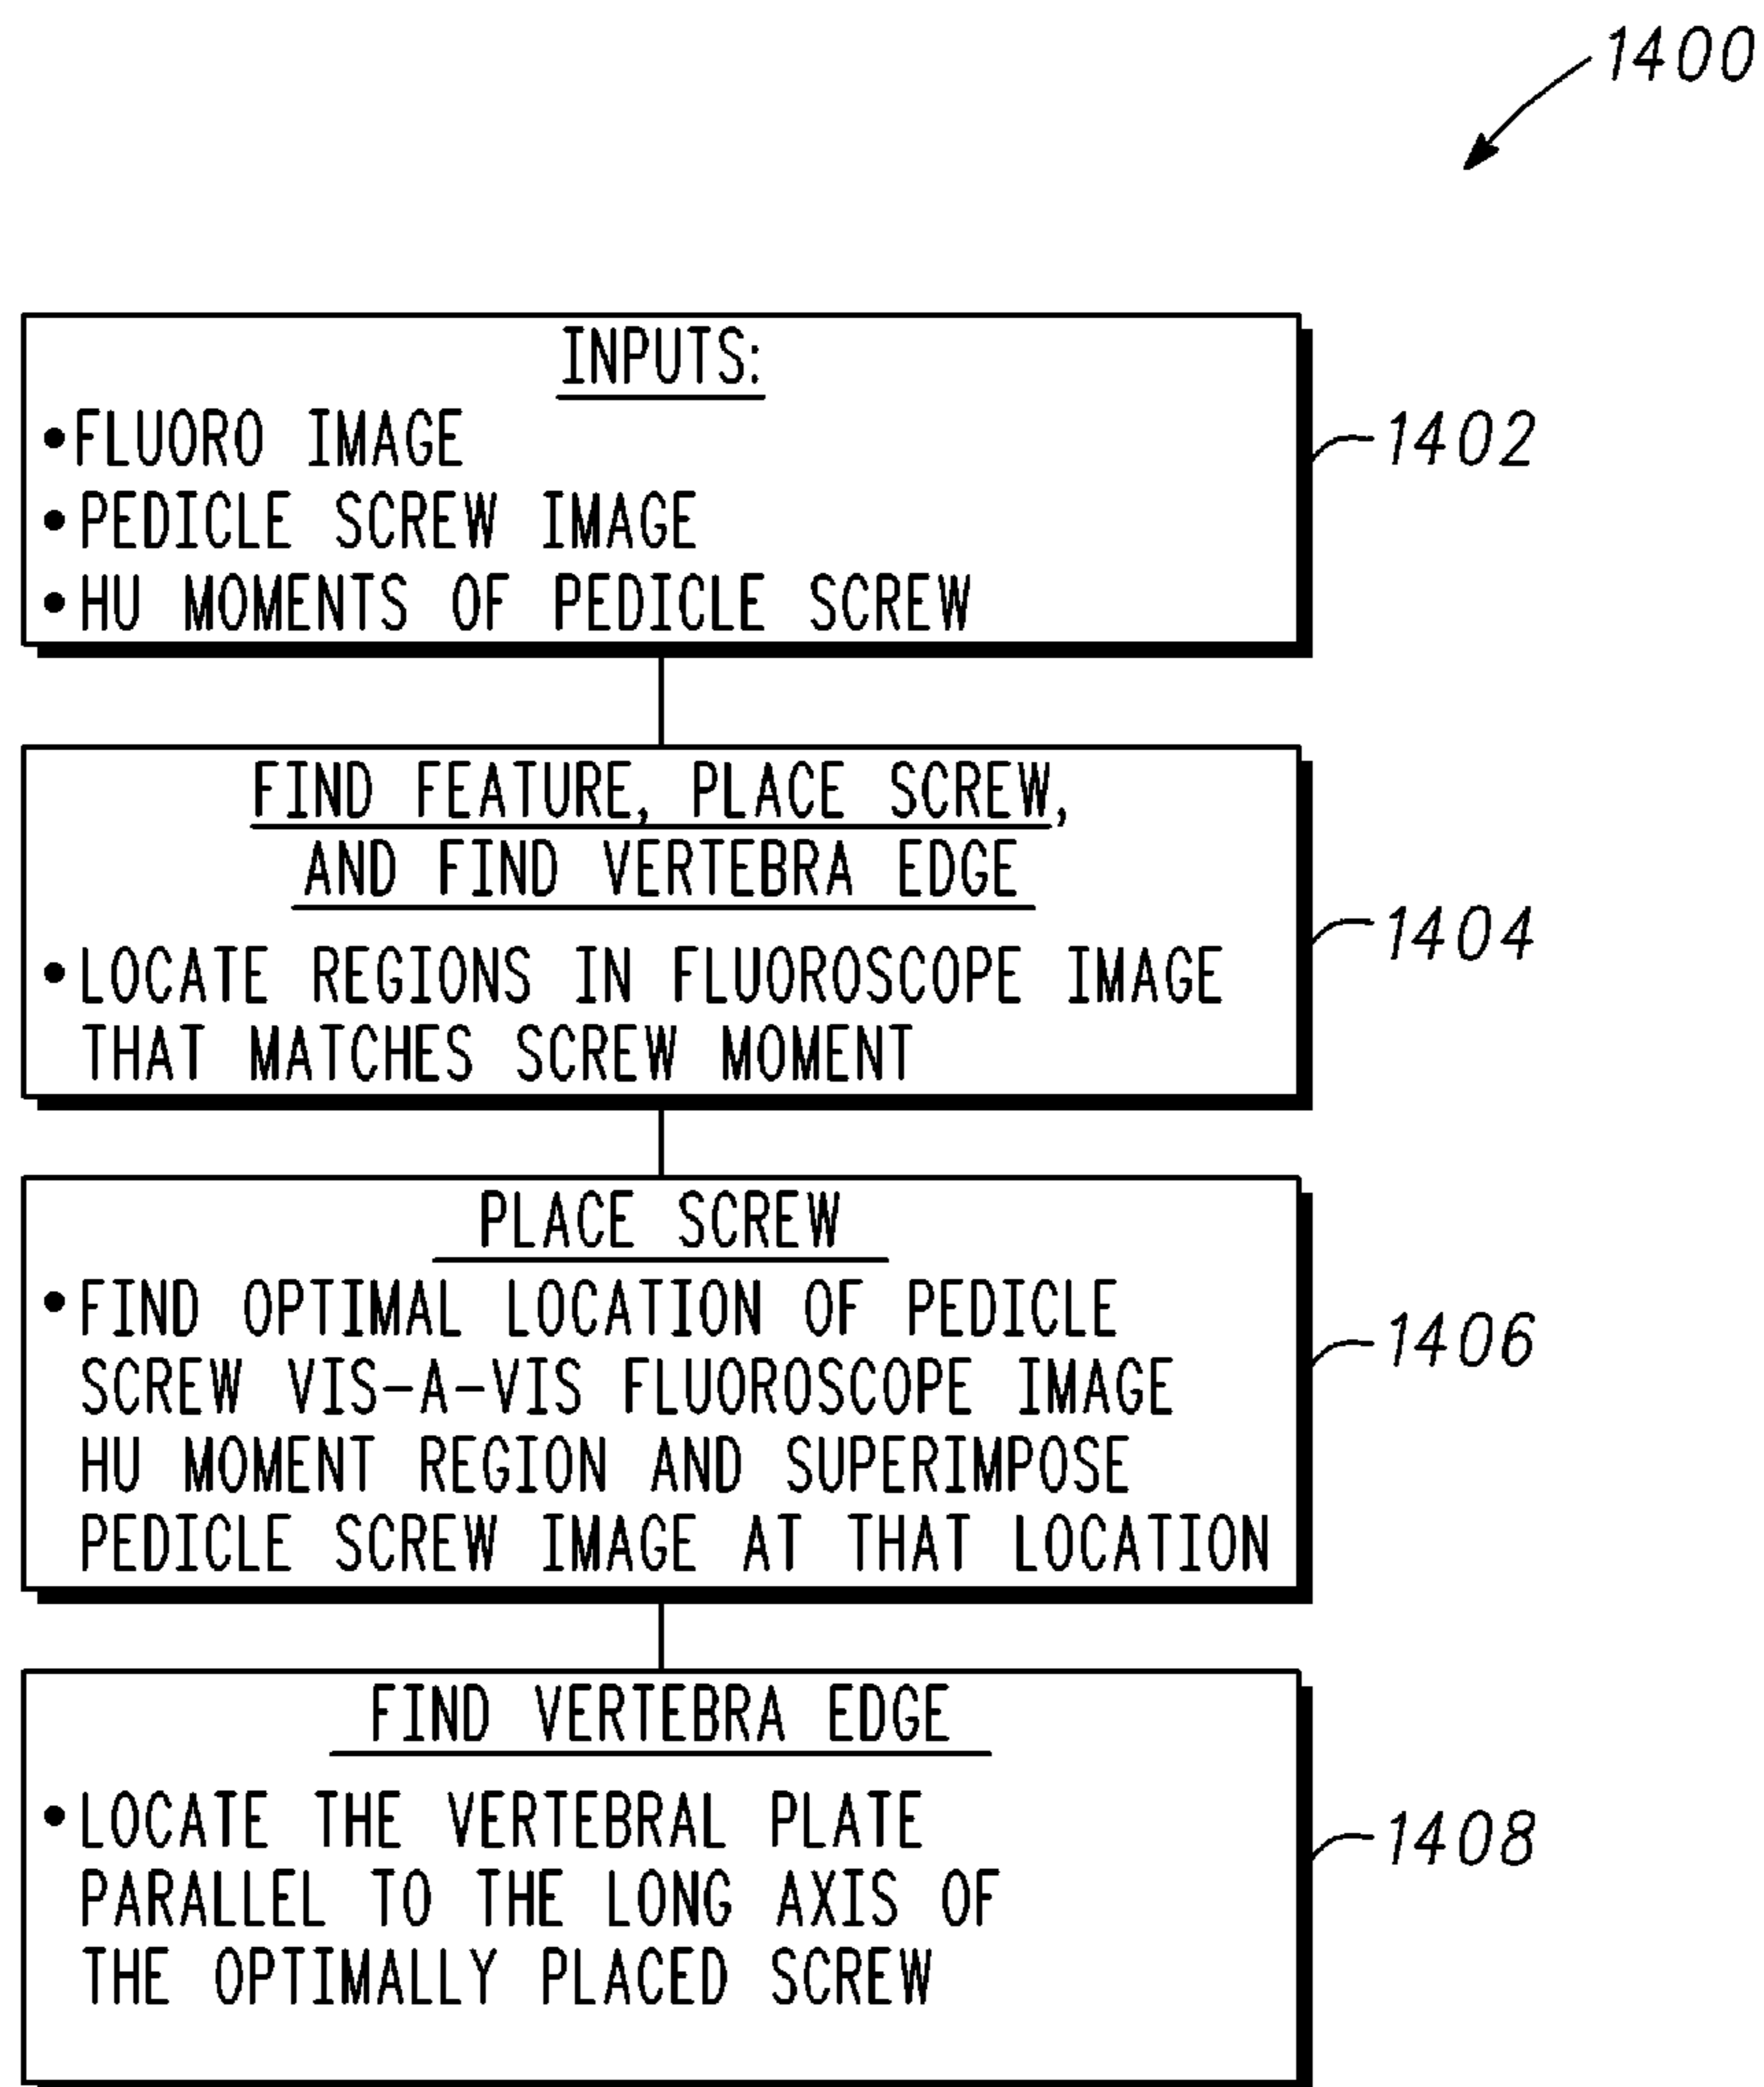 1400
INPUTS:
•FLUORO IMAGE
•PEDICLE SCREW IMAGE
•HU MOMENTS OF PEDICLE SCREW
1402
FIND FEATURE, PLACE SCREW,
AND FIND VERTEBRA EDGE
•LOCATE REGIONS IN FLUOROSCOPE IMAGE
THAT MATCHES SCREW MOMENT
1404
PLACE SCREW
•FIND OPTIMAL LOCATION OF PEDICLE
SCREW VIS-A-VIS FLUOROSCOPE IMAGE
HU MOMENT REGION AND SUPERIMPOSE
PEDICLE SCREW IMAGE AT THAT LOCATION
1406
FIND VERTEBRA EDGE
•LOCATE THE VERTEBRAL PLATE
PARALLEL TO THE LONG AXIS OF
THE OPTIMALLY PLACED SCREW
1408